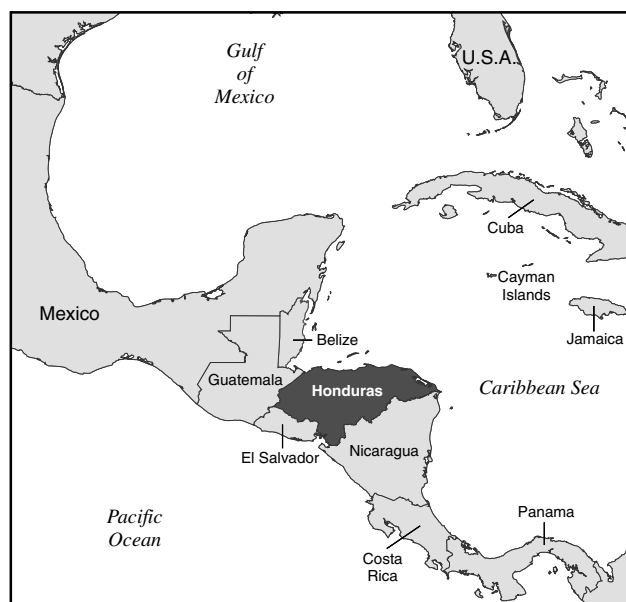 Gulf
of
Mexico
U.S.A.
Cuba
Cayman
Islands
Mexico
Belize
Jamaica
Guatemala
Honduras
Caribbean Sea
El Salvador
Nicaragua
Pacific
Ocean
Panama
Costa
Rica